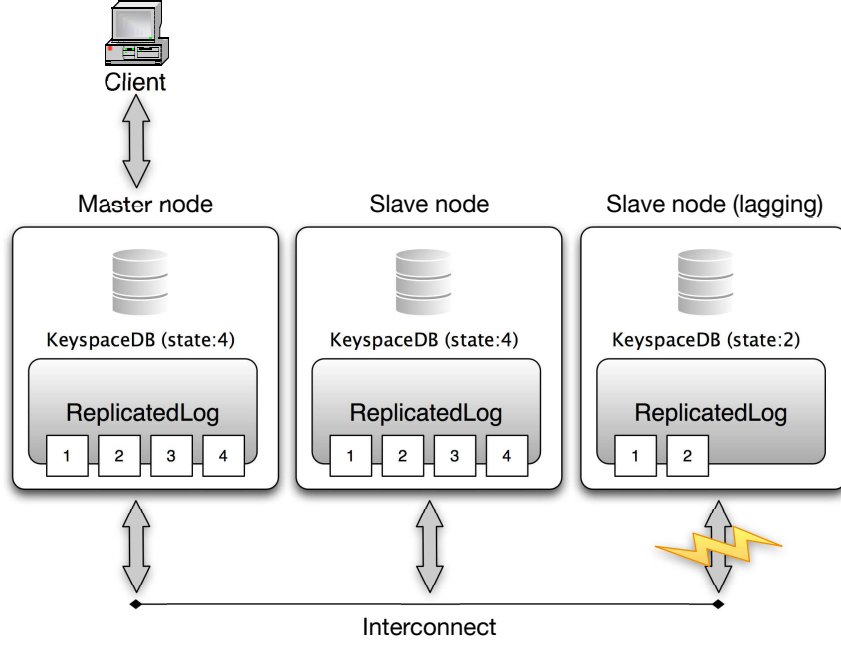 Client
Master node
Slave node
Slave node (lagging)
KeyspaceDB (state:4)
KeyspaceDB (state:4)
KeyspaceDB (state:2)
ReplicatedLog
ReplicatedLog
ReplicatedLog
1 2 3 4
1 2 3 4
1 2
Interconnect